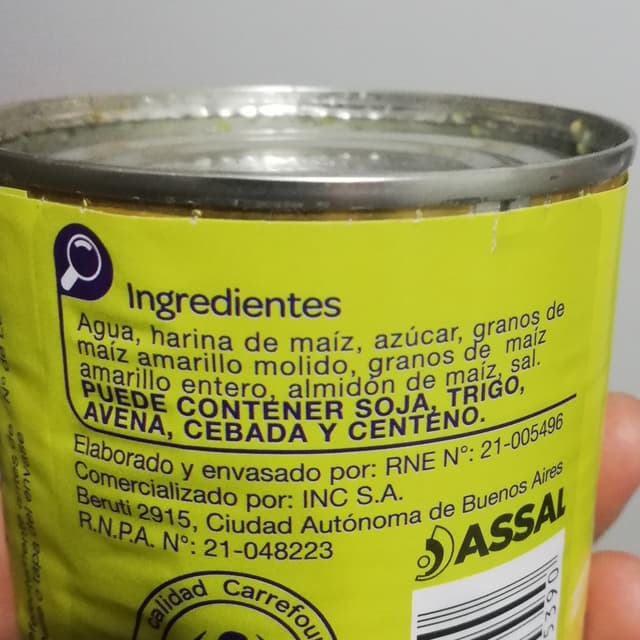 Ingredientes
Agua, harina de maíz, azúcar, granos de
maíz amarillo molido, granos de maíz
amarillo entero, almidón de maíz, sal.
PUEDE CONTENER SOJA, TRIGO,
AVENA, CEBADA Y CENTENO.
Elaborado y envasado por: RNE N°: 21-005496
Comercializado por: INC S.A.
Beruti 2915, Ciudad Autónoma de Buenos Aires
R.N.P.A. N°: 21-048223
ASSAL
calidad Carrefour